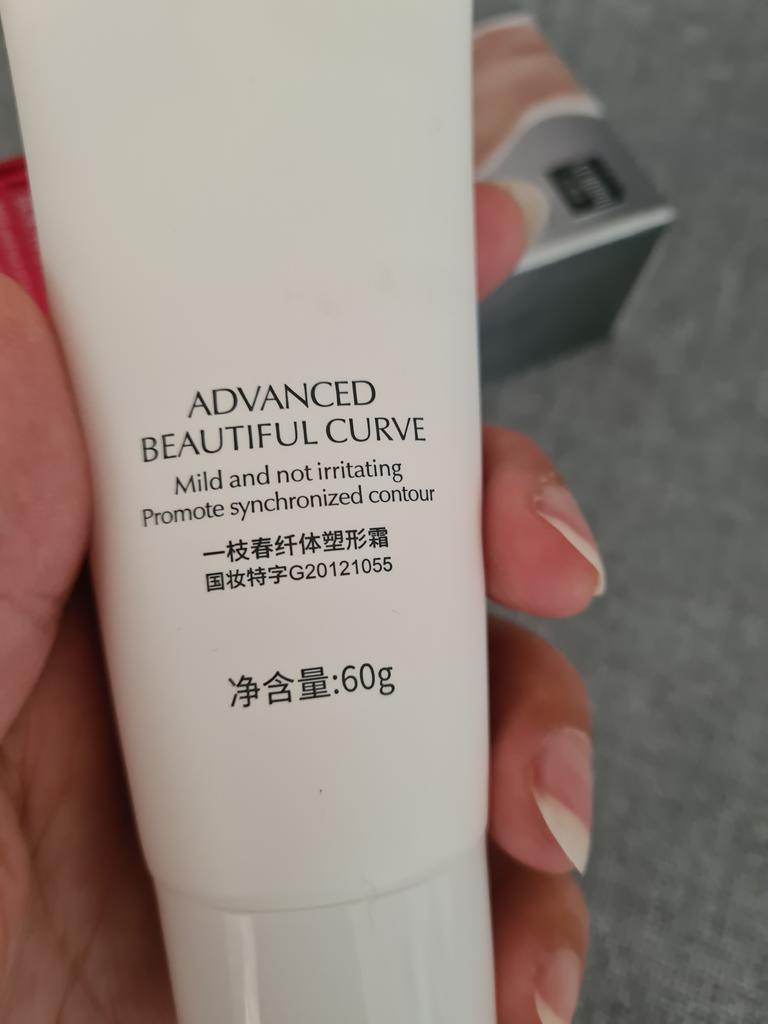 ADVANCED
BEAUTIFUL CURVE
Mild and not irritating
Promote synchronized contour
一枝春纤体塑形霜
国妆特字G20121055
净含量:60g